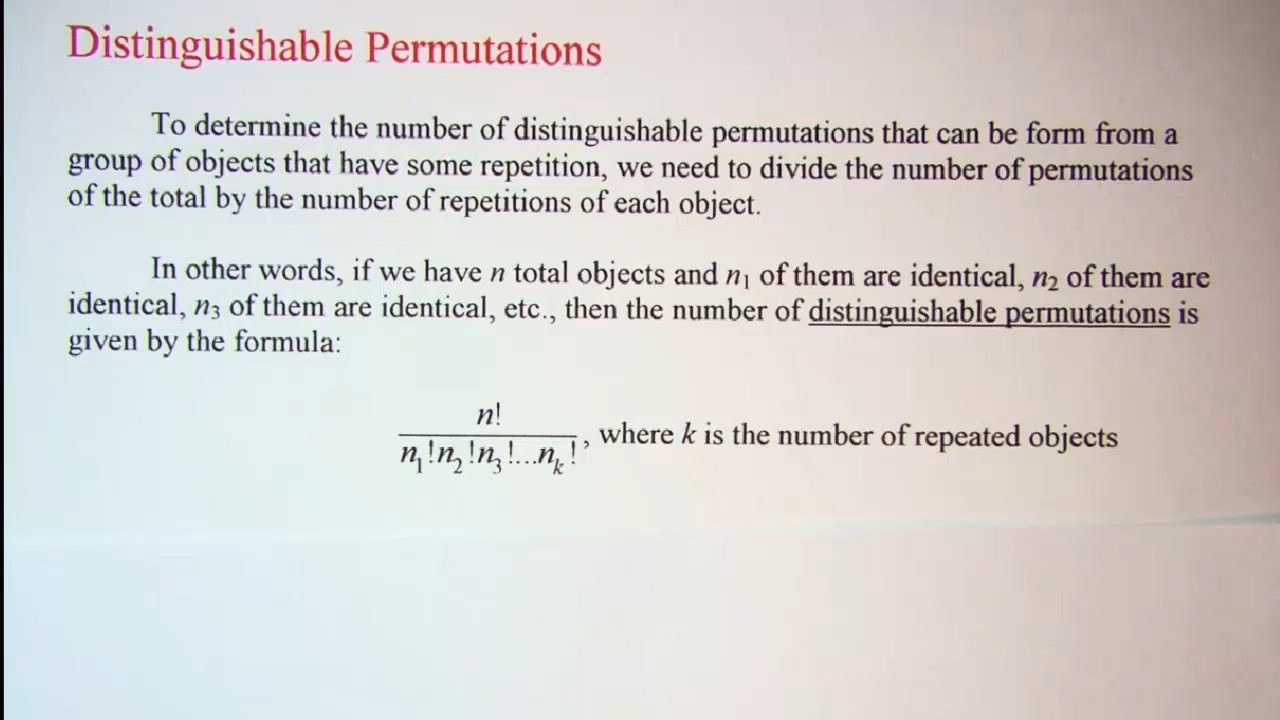 Distinguishable Permutations
To determine the number of distinguishable permutations that can be form from a
group of objects that have some repetition, we need to divide the number of permutations
of the total by the number of repetitions of each object.
In other words, if we have n total objects and n₁ of them are identical, n₂ of them are
identical, n₃ of them are identical, etc., then the number of distinguishable permutations is
given by the formula:
n!
n₁!n₂!n₃!...nₖ!, where k is the number of repeated objects